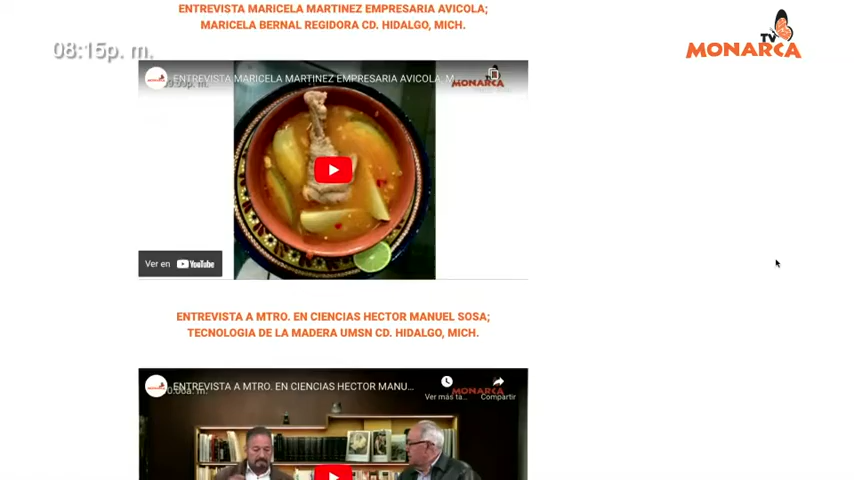 ENTREVISTA MARICELA MARTINEZ EMPRESARIA AVICOLA;
MARICELA BERNAL REGIDORA CD. HIDALGO, MICH.
08:15p. m.
TV
MONARCA
ENTREVISTA MARICELA MARTINEZ EMPRESARIA AVICOLA, M
MONARCA
Ver en YouTube
ENTREVISTA A MTRO. EN CIENCIAS HECTOR MANUEL SOSA;
TECNOLOGIA DE LA MADERA UMSN CD. HIDALGO, MICH.
ENTREVISTA A MTRO. EN CIENCIAS HECTOR MANU...
MONARCA
Ver más ta...
Compartir